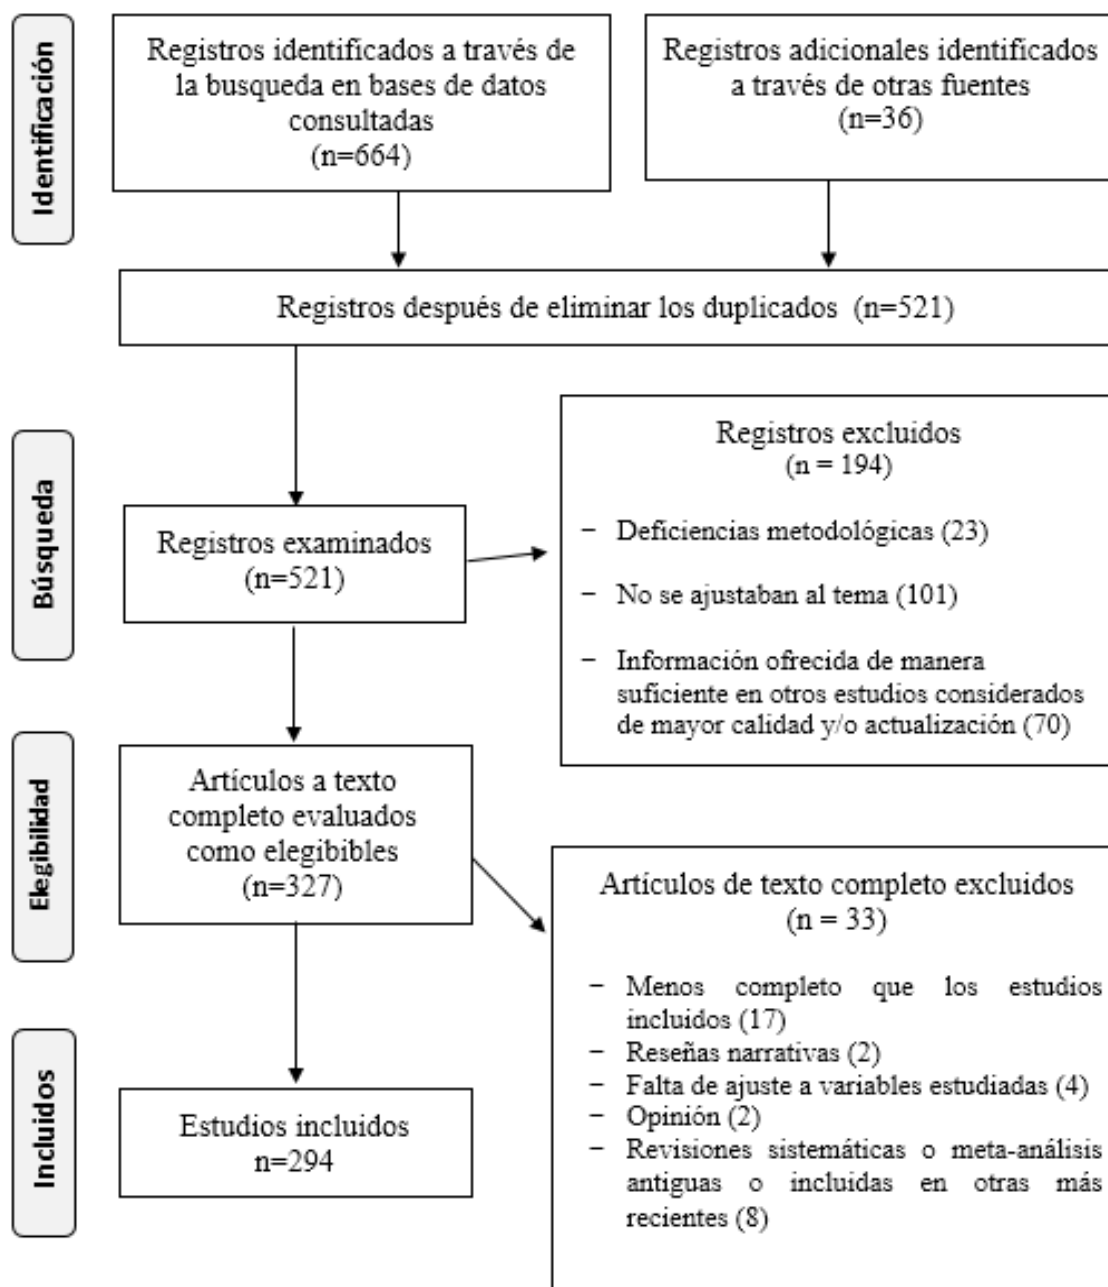 Identificación
Registros identificados a través de
la busqueda en bases de datos
consultadas
(n=664)
Registros adicionales identificados
a través de otras fuentes
(n=36)
Registros después de eliminar los duplicados (n=521)
Búsqueda
Registros examinados
(n=521)
Registros excluidos
(n = 194)
− Deficiencias metodológicas (23)
− No se ajustaban al tema (101)
− Información ofrecida de manera
suficiente en otros estudios considerados
de mayor calidad y/o actualización (70)
Elegibilidad
Artículos a texto
completo evaluados
como elegibibles
(n=327)
Artículos de texto completo excluidos
(n = 33)
− Menos completo que los estudios
incluidos (17)
− Reseñas narrativas (2)
− Falta de ajuste a variables estudiadas (4)
− Opinión (2)
− Revisiones sistemáticas o meta-análisis
antiguas o incluidas en otras más
recientes (8)
Incluidos
Estudios incluidos
n=294